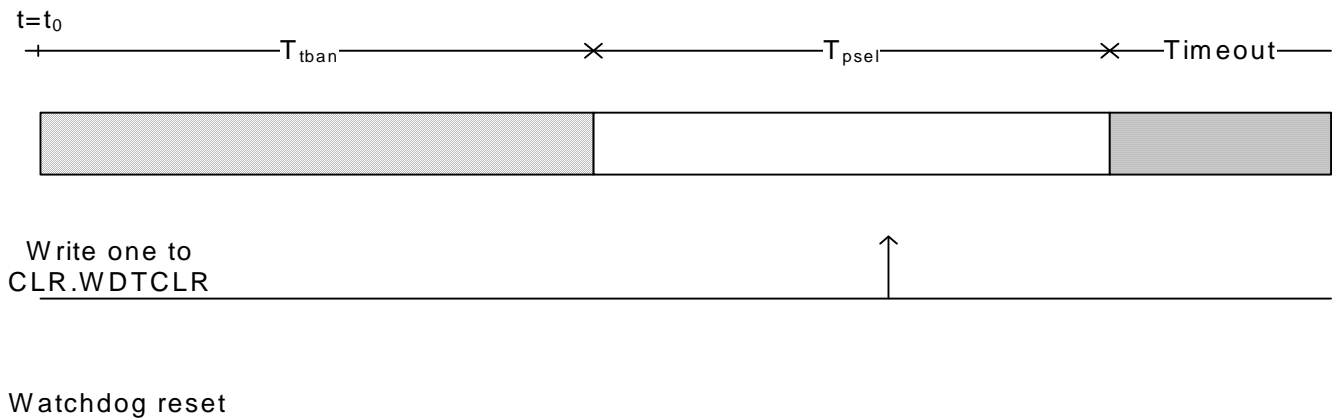 t=t₀
Tₜbₐₙ Tₚₛₑₗ Timeout
Write one to
CLR.WDTCLR
Watchdog reset